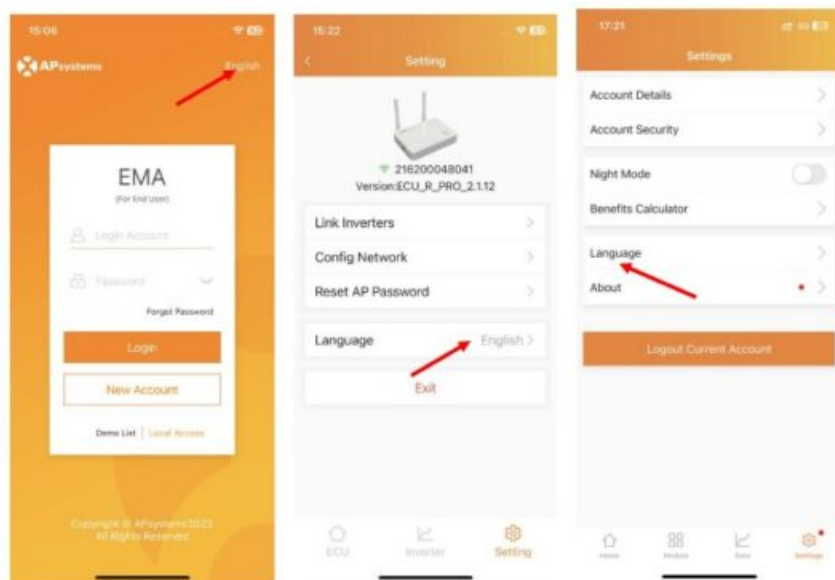 15:06
APsystems
English
EMA
(For End User)
Login Account
Password
Forgot Password
Login
New Account
Demo List | Local Access
Copyright © APsystems2023
All Rights Reserved
15:22
Setting
216200048041
Version:ECU_R_PRO_2.1.12
Link Inverters
Config Network
Reset AP Password
Language
English
Exit
ECU
Inverter
Setting
17:21
Settings
Account Details
Account Security
Night Mode
Benefits Calculator
Language
About
Logout Current Account
Home
Module
Settings